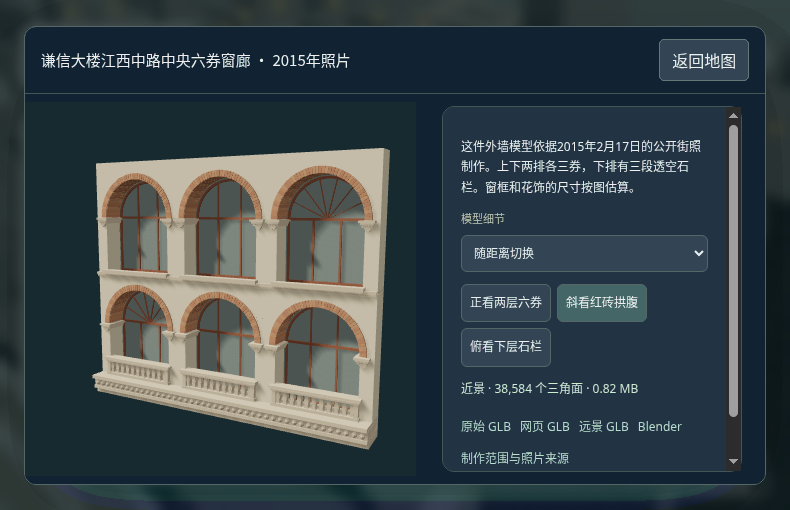 谦信大楼江西中路中央六券窗廊 · 2015年照片
返回地图
这件外墙模型依据2015年2月17日的公开街照
制作。上下两排各三券，下排有三段透空石
栏。窗框和花饰的尺寸按图估算。
模型细节
随距离切换
正看两层六券
斜看红砖拱腹
俯看下层石栏
近景 · 38,584 个三角面 · 0.82 MB
原始 GLB 网页 GLB 远景 GLB Blender
制作范围与照片来源